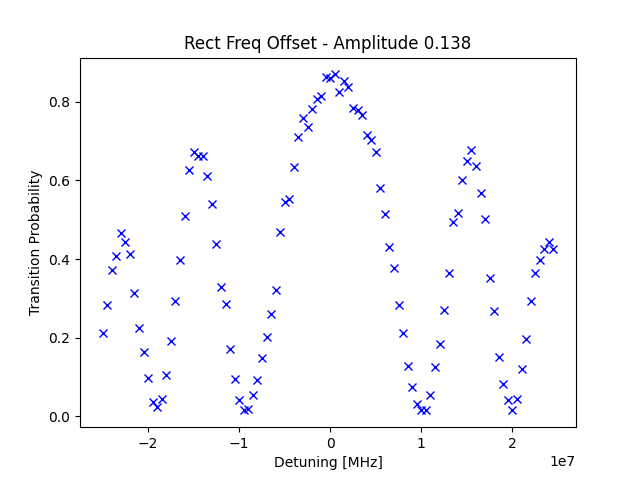 Rect Freq Offset - Amplitude 0.138
Transition Probability
0.8
0.6
0.4
0.2
0.0
−2
−1
0
1
2
1e7
Detuning [MHz]